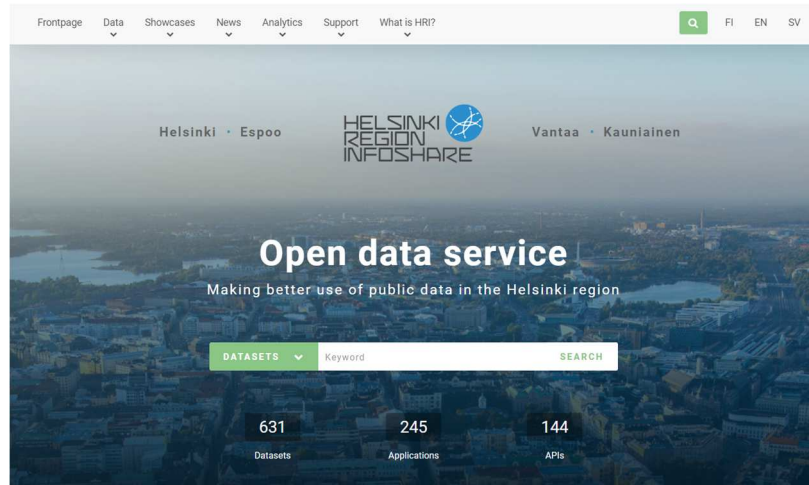 Frontpage Data Showcases News Analytics Support What is HRI? FI EN SV
Helsinki • Espoo
HELSINKI
REGION
INFOSHARE
Vantaa • Kauniainen
Open data service
Making better use of public data in the Helsinki region
DATASETS Keyword SEARCH
631 245 144
Datasets Applications APIs